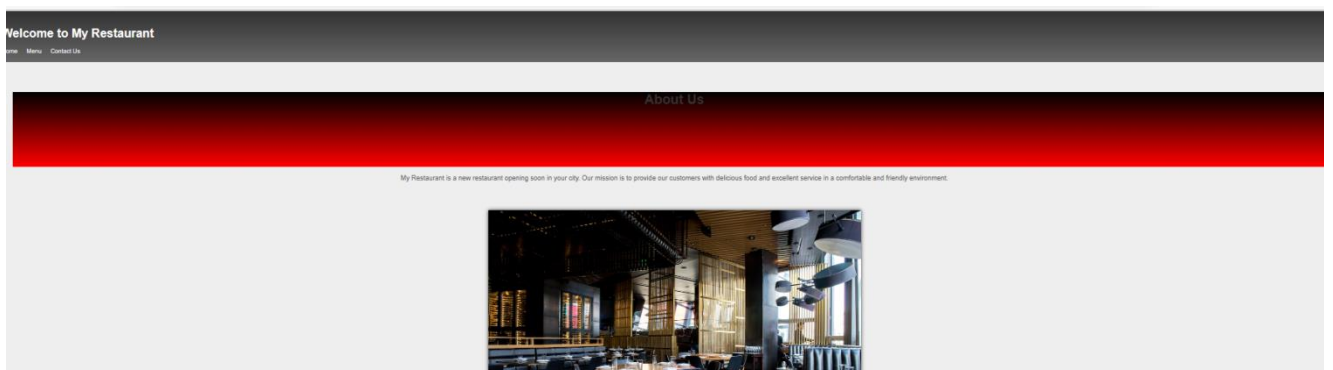 Welcome to My Restaurant
Home Menu Contact Us
About Us
My Restaurant is a new restaurant opening soon in your city. Our mission is to provide our customers with delicious food and excellent service in a comfortable and friendly environment.